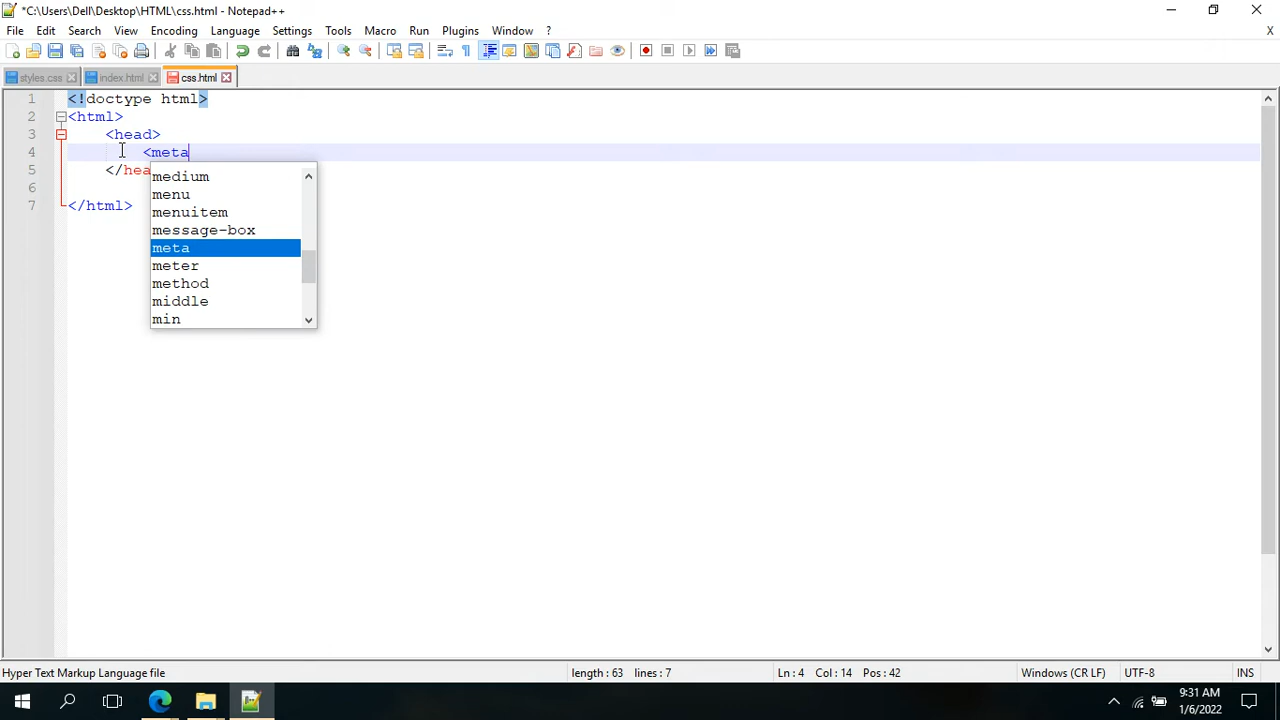 *C:\Users\Dell\Desktop\HTML\css.html - Notepad++
File Edit Search View Encoding Language Settings Tools Macro Run Plugins Window ? X
styles.css index.html css.html
1 <!doctype html>
2 <html>
3 <head>
4 <meta
5 </hea
6
7 </html>
medium
menu
menuitem
message-box
meta
meter
method
middle
min
Hyper Text Markup Language file length : 63 lines : 7 Ln : 4 Col : 14 Pos : 42 Windows (CR LF) UTF-8 INS
9:31 AM
1/6/2022